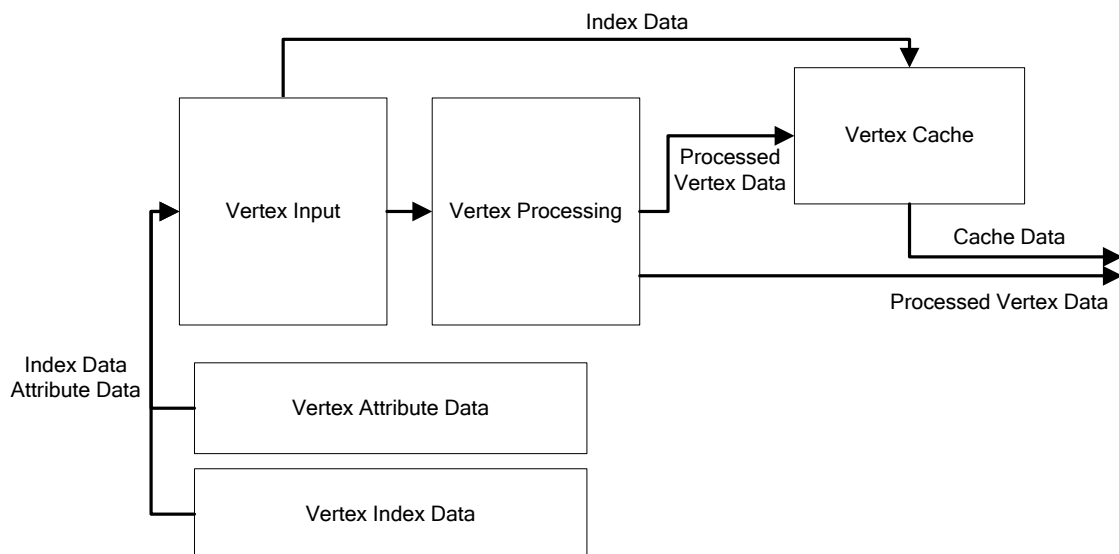 Index Data
Vertex Input
Vertex Processing
Processed
Vertex Data
Vertex Cache
Cache Data
Processed Vertex Data
Index Data
Attribute Data
Vertex Attribute Data
Vertex Index Data